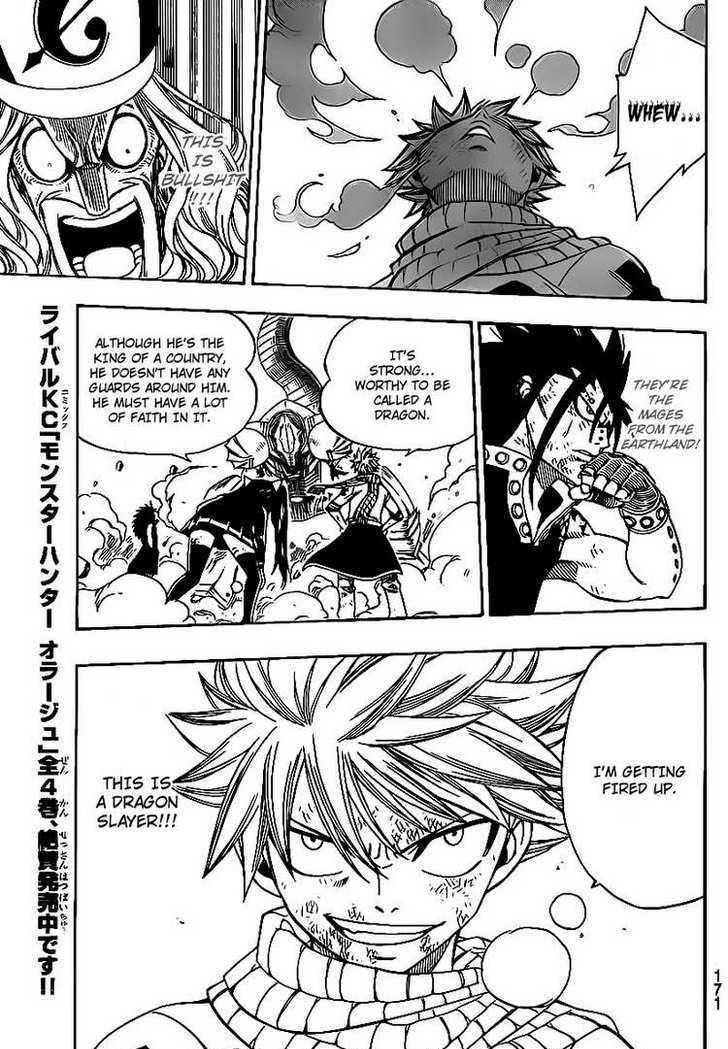 WHEW...
THIS
IS
BULLSHIT
!!!!
THEY'RE
THE
MAGES
FROM THE
EARTHLAND!
IT'S
STRONG...
WORTHY TO BE
CALLED A
DRAGON.
ALTHOUGH HE'S THE
KING OF A COUNTRY,
HE DOESN'T HAVE ANY
GUARDS AROUND HIM.
HE MUST HAVE A LOT
OF FAITH IN IT.
I'M GETTING
FIRED UP.
THIS IS
A DRAGON
SLAYER!!!
ライバルKC「モンスターハンター オラージュ」全4巻、絶賛発売中です!!
171